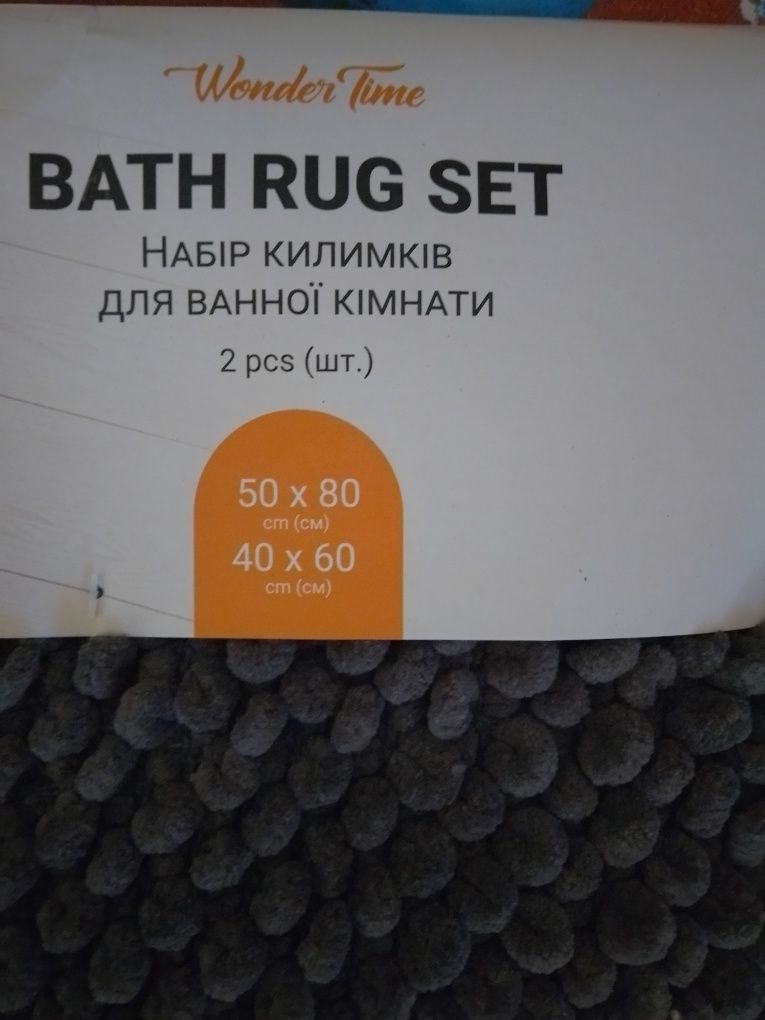 Wonder Time
BATH RUG SET
НАБІР КИЛИМКІВ
ДЛЯ ВАННОЇ КІМНАТИ
2 pcs (шт.)
50 x 80
cm (см)
40 x 60
cm (см)